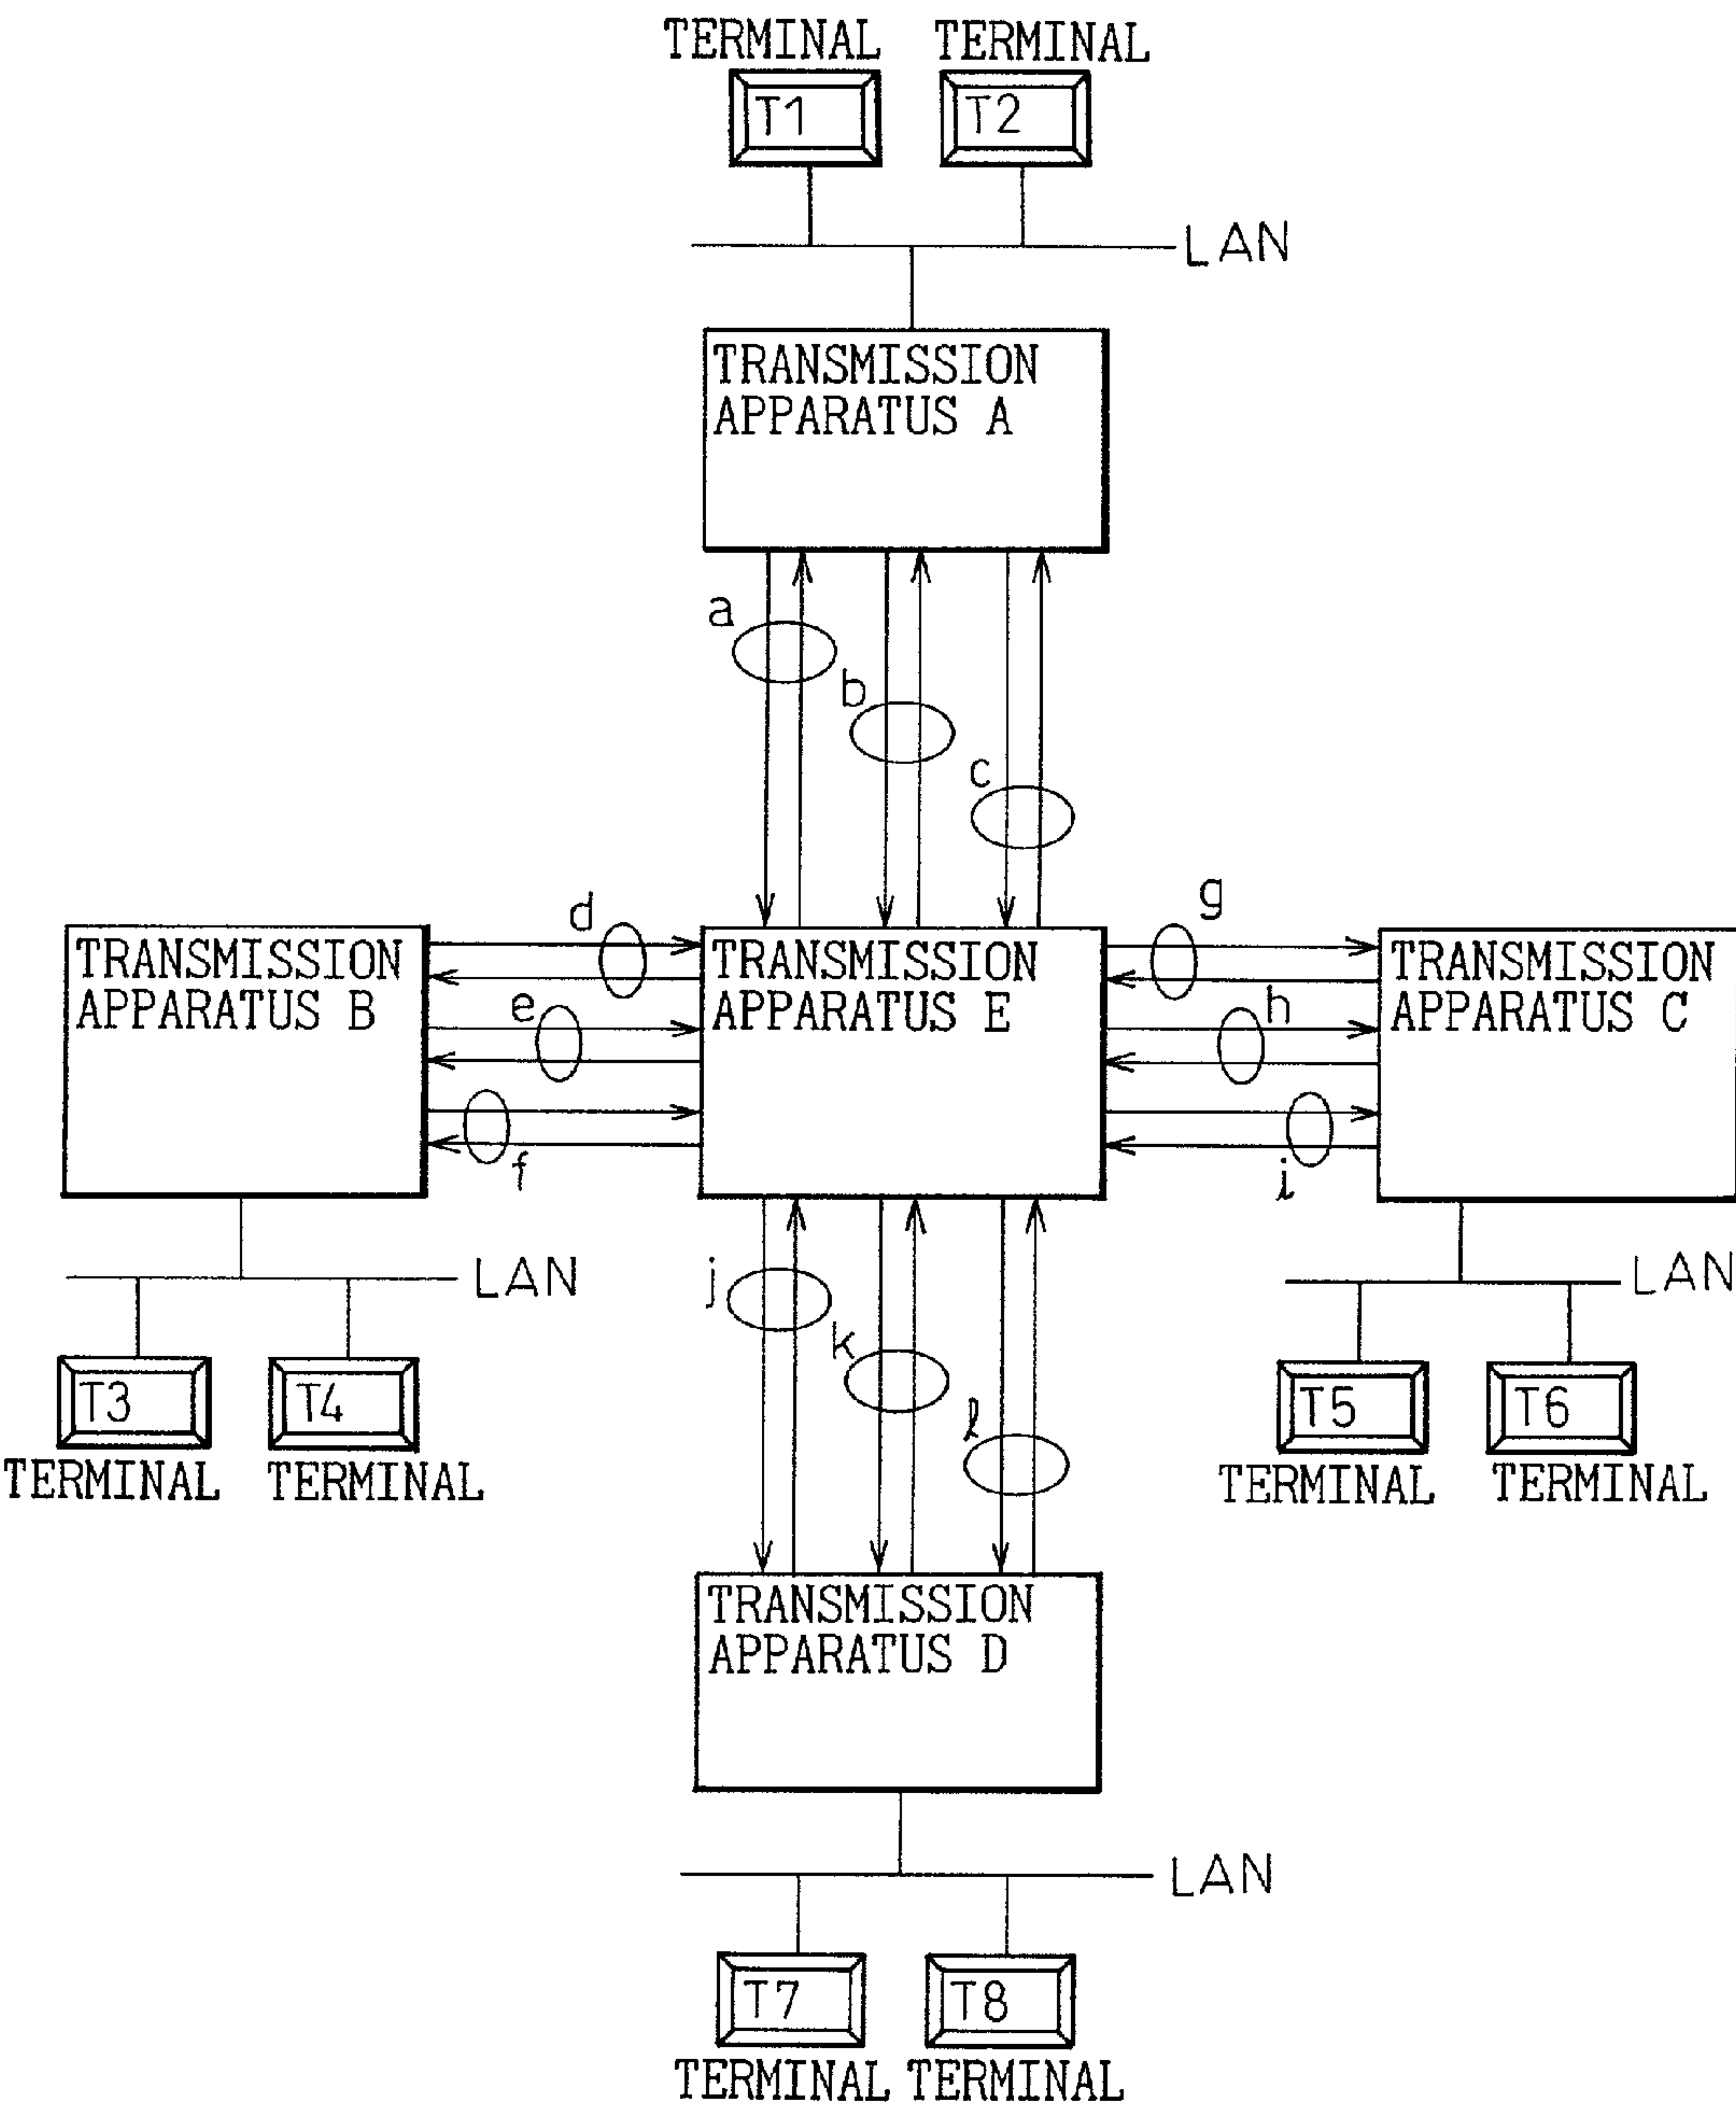 TERMINAL TERMINAL
T1 T2
LAN
TRANSMISSION
APPARATUS A
a
b
c
d
g
TRANSMISSION
APPARATUS B
TRANSMISSION
APPARATUS E
TRANSMISSION
APPARATUS C
e
h
f
i
j
k
l
LAN
LAN
T3 T4
TERMINAL TERMINAL
T5 T6
TERMINAL TERMINAL
TRANSMISSION
APPARATUS D
LAN
T7 T8
TERMINAL TERMINAL